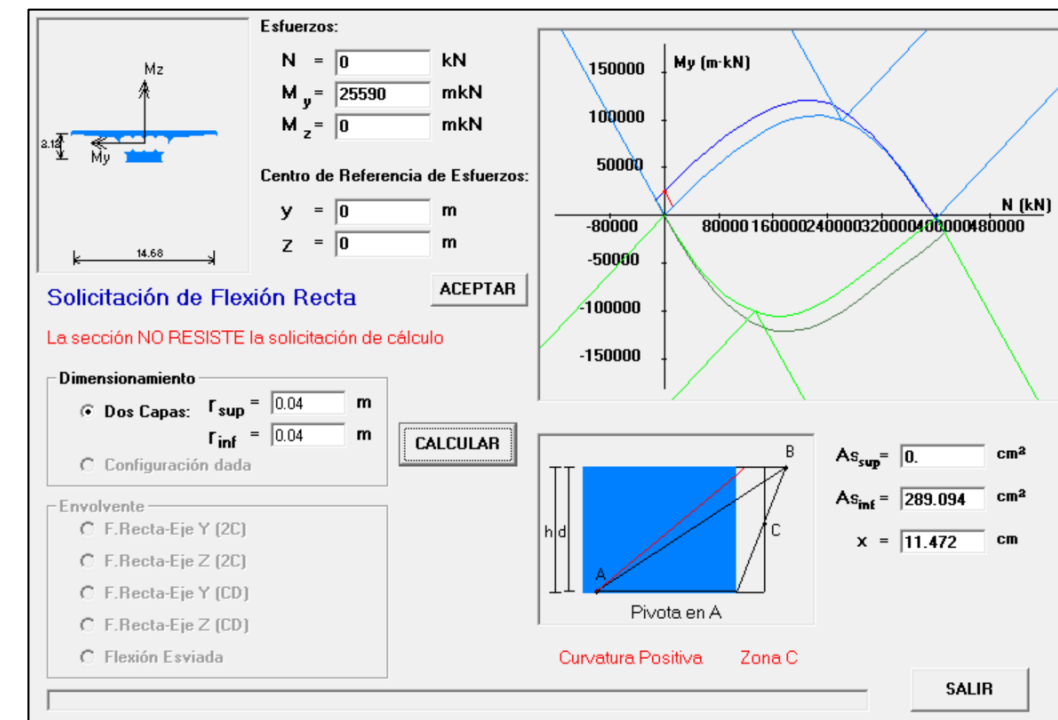 Mz
My
3.13
14.68
Esfuerzos:
N = 0 kN
My= 25590 mkN
Mz = 0 mkN
Centro de Referencia de Esfuerzos:
y = 0 m
z = 0 m
Solicitación de Flexión Recta
ACEPTAR
La sección NO RESISTE la solicitación de cálculo
Dimensionamiento
Dos Capas: rsup = 0.04 m
rinf = 0.04 m
Configuración dada
CALCULAR
Envolvente
F.Recta-Eje Y (2C)
F.Recta-Eje Z (2C)
F.Recta-Eje Y (CD)
F.Recta-Eje Z (CD)
Flexión Esviada
My (m·kN)
150000
100000
50000
N (kN)
-80000 80000 160000 240000 320000 400000 480000
-50000
-100000
-150000
B
h d
C
A
Pivota en A
Assup= 0. cm²
Asinf = 289.094 cm²
x = 11.472 cm
Curvatura Positiva Zona C
SALIR